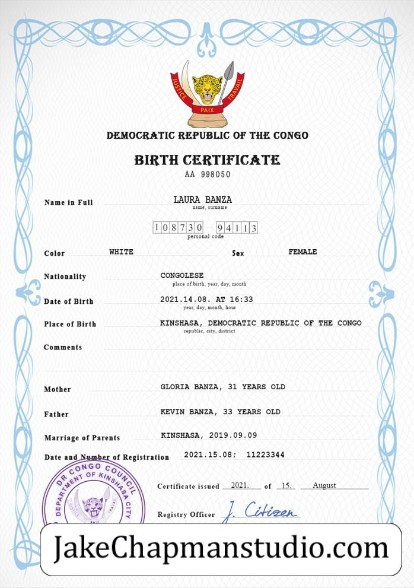 JUSTICE PAIX TRAVAIL
DEMOCRATIC REPUBLIC OF THE CONGO
BIRTH CERTIFICATE
AA 998050
Name in Full LAURA BANZA
name, surname
108730 94113
personal code
Color WHITE Sex FEMALE
Nationality CONGOLESE
place of birth, year, day, month
Date of Birth 2021.14.08. AT 16:33
year, day, month, hour
Place of Birth KINSHASA, DEMOCRATIC REPUBLIC OF THE CONGO
republic, city, district
Comments
Mother GLORIA BANZA, 31 YEARS OLD
Father KEVIN BANZA, 33 YEARS OLD
Marriage of Parents KINSHASA, 2019.09.09
Date and Number of Registration 2021.15.08; 11223344
DR CONGO COUNCIL
DEPARTMENT OF KINSHASA CITY
Certificate issued 2021. of 15. August
Registry Officer J. Citizen
JakeChapmanstudio.com